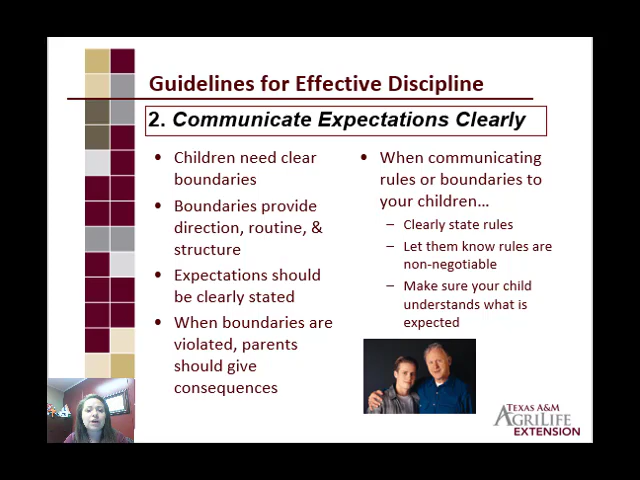 Guidelines for Effective Discipline
2. Communicate Expectations Clearly
• Children need clear
boundaries
• Boundaries provide
direction, routine, &
structure
• Expectations should
be clearly stated
• When boundaries are
violated, parents
should give
consequences
• When communicating
rules or boundaries to
your children…
– Clearly state rules
– Let them know rules are
non-negotiable
– Make sure your child
understands what is
expected
TEXAS A&M
AGRILIFE
EXTENSION